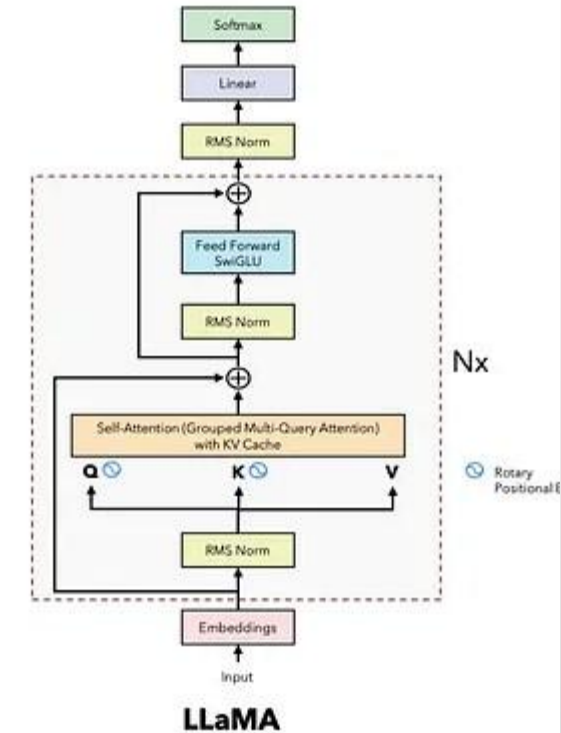 Softmax
Linear
RMS Norm
Feed Forward
SwiGLU
RMS Norm
Nx
Self-Attention (Grouped Multi-Query Attention)
with KV Cache
Q K V
Rotary
Positional E
RMS Norm
Embeddings
Input
LLaMA